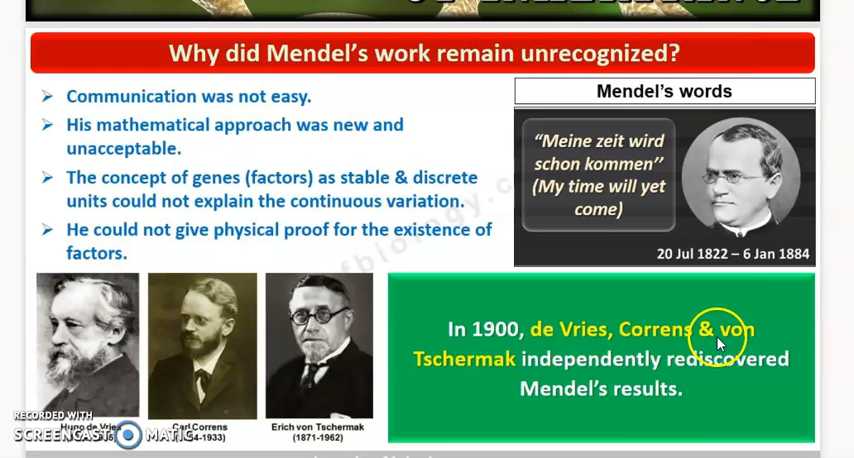 Why did Mendel's work remain unrecognized?
Communication was not easy.
His mathematical approach was new and
unacceptable.
The concept of genes (factors) as stable & discrete
units could not explain the continuous variation.
He could not give physical proof for the existence of
factors.
Mendel's words
“Meine zeit wird
schon kommen’’
(My time will yet
come)
20 Jul 1822 – 6 Jan 1884
In 1900, de Vries, Correns & von
Tschermak independently rediscovered
Mendel's results.
Hugo de Vries
Carl Correns
Erich von Tschermak
(1871-1962)
RECORDED WITH
SCREENCAST MATIC